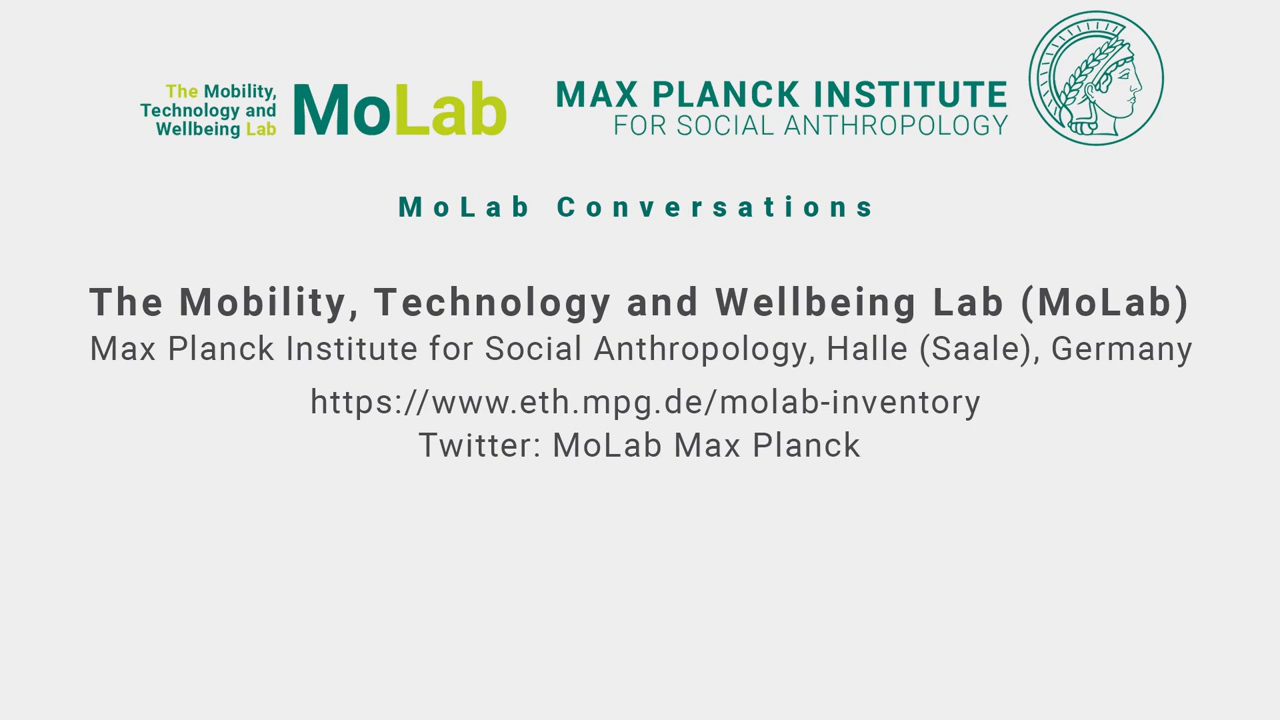 The Mobility,
Technology and
Wellbeing Lab
MoLab
MAX PLANCK INSTITUTE
FOR SOCIAL ANTHROPOLOGY
MoLab Conversations
The Mobility, Technology and Wellbeing Lab (MoLab)
Max Planck Institute for Social Anthropology, Halle (Saale), Germany
https://www.eth.mpg.de/molab-inventory
Twitter: MoLab Max Planck